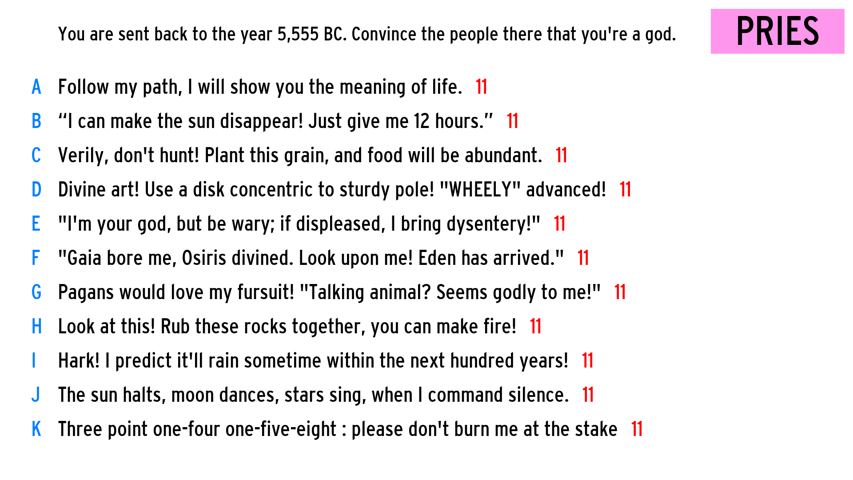 You are sent back to the year 5,555 BC. Convince the people there that you're a god.
PRIES
A Follow my path, I will show you the meaning of life. 11
B “I can make the sun disappear! Just give me 12 hours.” 11
C Verily, don't hunt! Plant this grain, and food will be abundant. 11
D Divine art! Use a disk concentric to sturdy pole! "WHEELY" advanced! 11
E "I'm your god, but be wary; if displeased, I bring dysentery!" 11
F "Gaia bore me, Osiris divined. Look upon me! Eden has arrived." 11
G Pagans would love my fursuit! "Talking animal? Seems godly to me!" 11
H Look at this! Rub these rocks together, you can make fire! 11
I Hark! I predict it'll rain sometime within the next hundred years! 11
J The sun halts, moon dances, stars sing, when I command silence. 11
K Three point one-four one-five-eight : please don't burn me at the stake 11